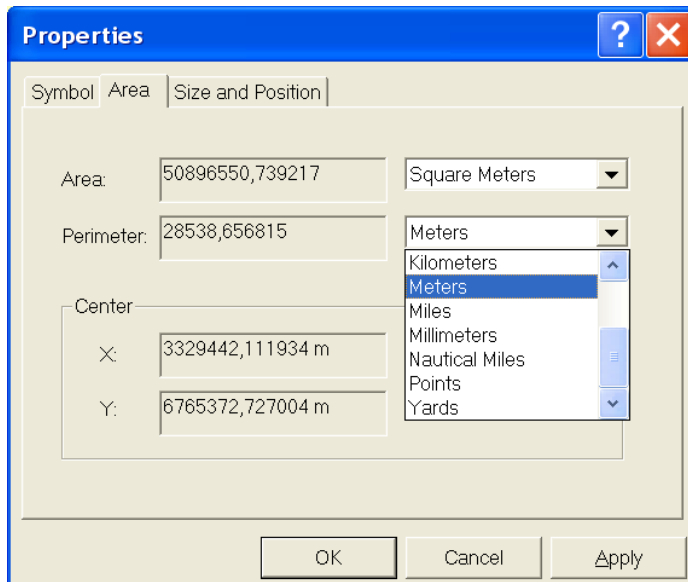 Properties
Symbol Area Size and Position
Area: 50896550,739217 Square Meters
Perimeter: 28538,656815 Meters
Kilometers
Meters
Miles
Millimeters
Nautical Miles
Points
Yards
Center
X: 3329442,111934 m
Y: 6765372,727004 m
OK Cancel Apply